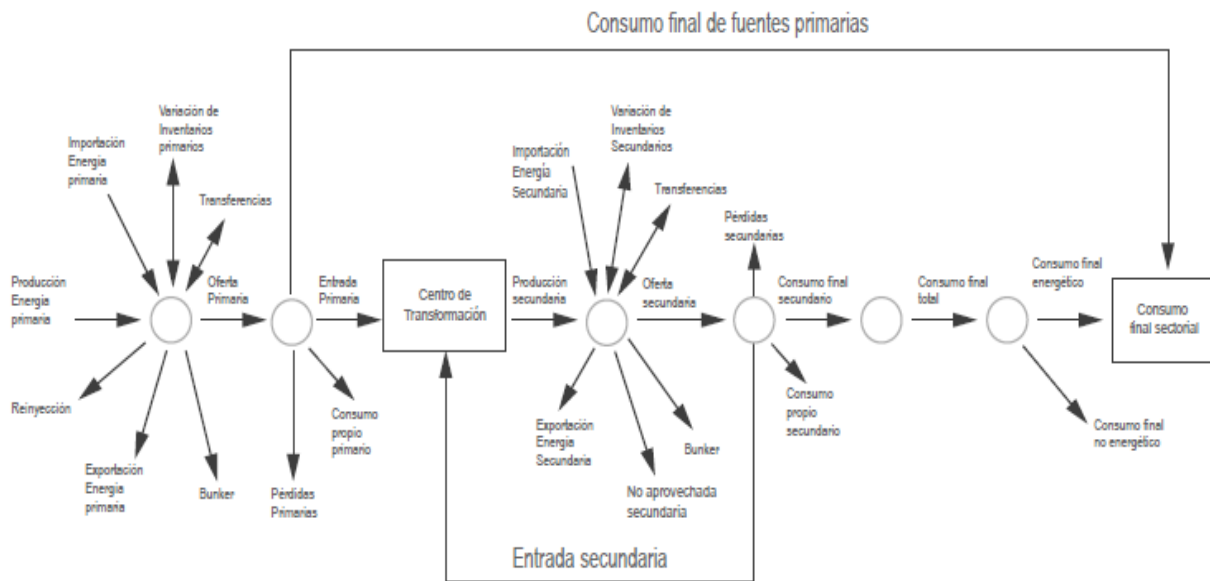 Consumo final de fuentes primarias
Variación de
Inventarios
primarios
Importación
Energía
primaria
Transferencias
Producción
Energía
primaria
Oferta
Primaria
Entrada
Primaria
Reinyección
Exportación
Energía
primaria
Bunker
Pérdidas
Primarias
Consumo
propio
primario
Centro de
Transformación
Producción
secundaria
Importación
Energía
Secundaria
Variación de
Inventarios
Secundarios
Transferencias
Oferta
secundaria
Exportación
Energía
Secundaria
No aprovechada
secundaria
Bunker
Pérdidas
secundarias
Consumo final
secundario
Consumo
propio
secundario
Consumo final
total
Consumo final
energético
Consumo final
no energético
Consumo
final sectorial
Entrada secundaria